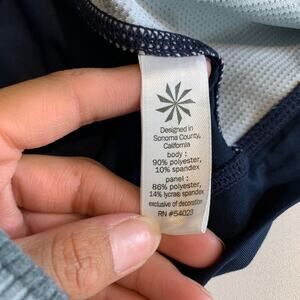 Designed in
Sonoma County,
California
body :
90% polyester,
10% spandex
panel :
86% polyester,
14% lycra® spandex
exclusive of decoration
RN #54023